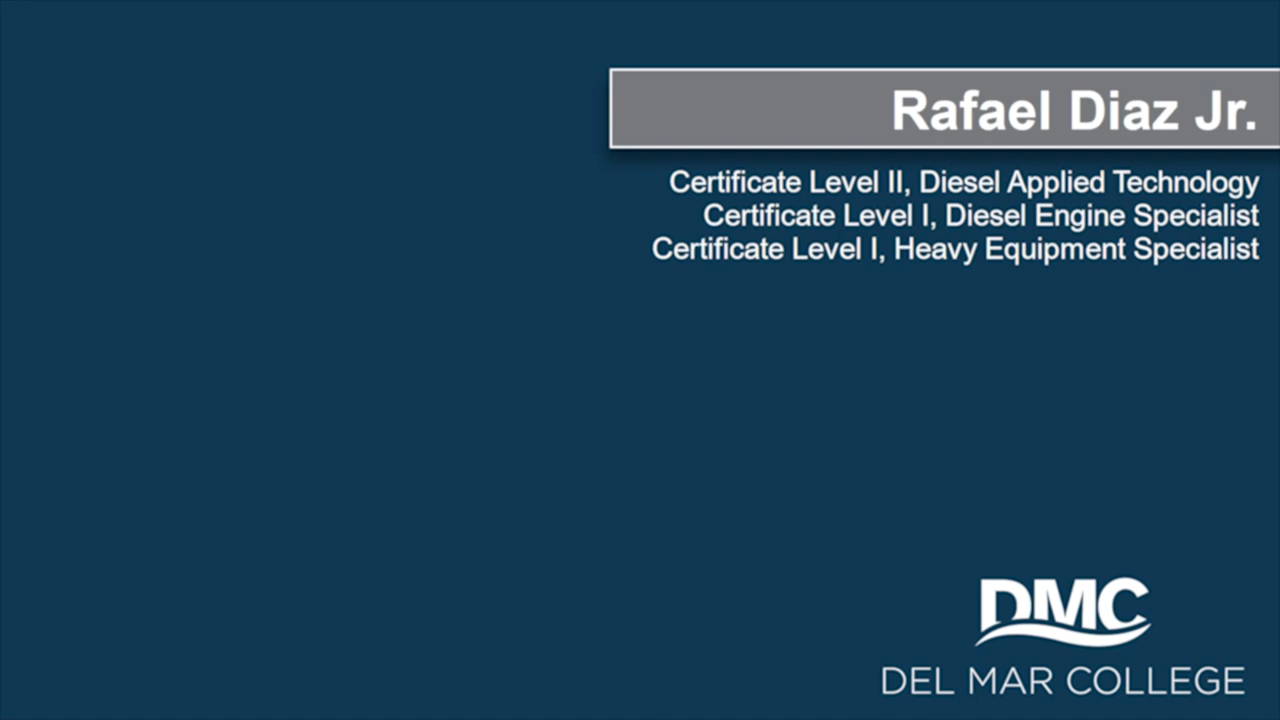 Rafael Diaz Jr.
Certificate Level II, Diesel Applied Technology
Certificate Level I, Diesel Engine Specialist
Certificate Level I, Heavy Equipment Specialist
DMC
DEL MAR COLLEGE